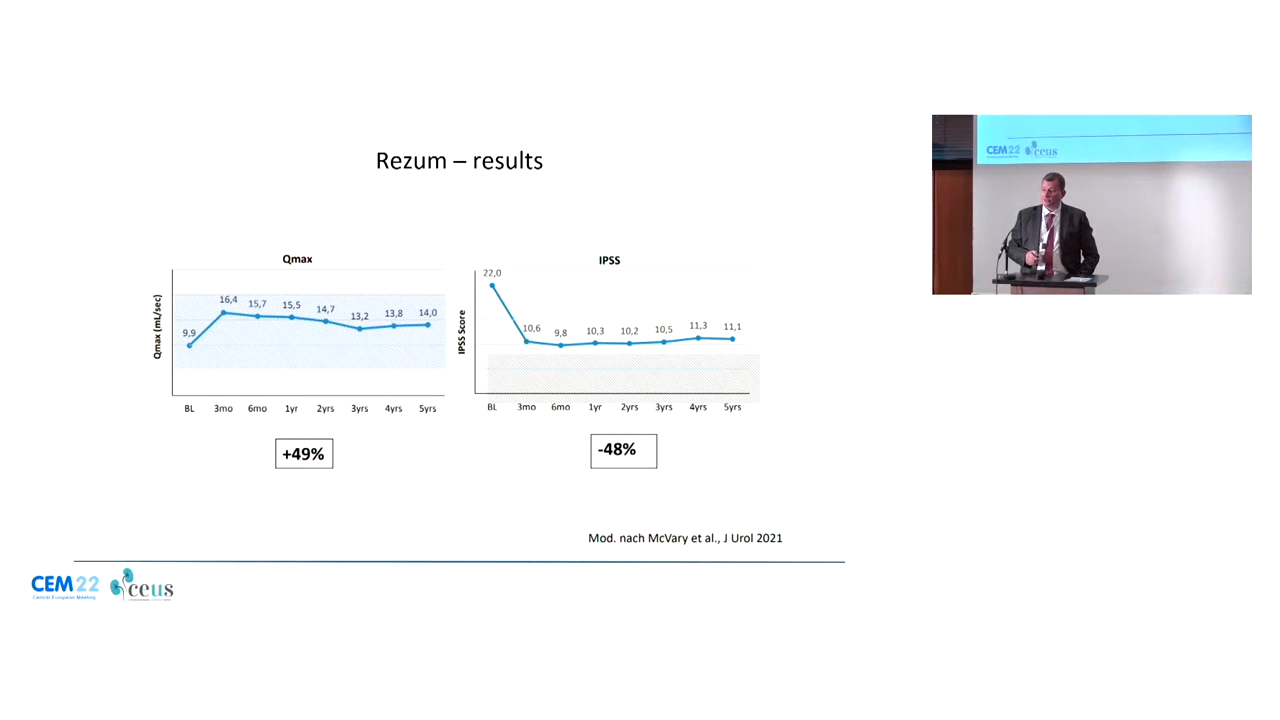 Rezum – results
Qmax
Qmax (mL/sec)
9,9
16,4
15,7
15,5
14,7
13,2
13,8
14,0
BL 3mo 6mo 1yr 2yrs 3yrs 4yrs 5yrs
+49%
IPSS
IPSS Score
22,0
10,6
9,8
10,3
10,2
10,5
11,3
11,1
BL 3mo 6mo 1yr 2yrs 3yrs 4yrs 5yrs
-48%
Mod. nach McVary et al., J Urol 2021
CEM22
Central European Meeting
ceus
CEM22
ceus